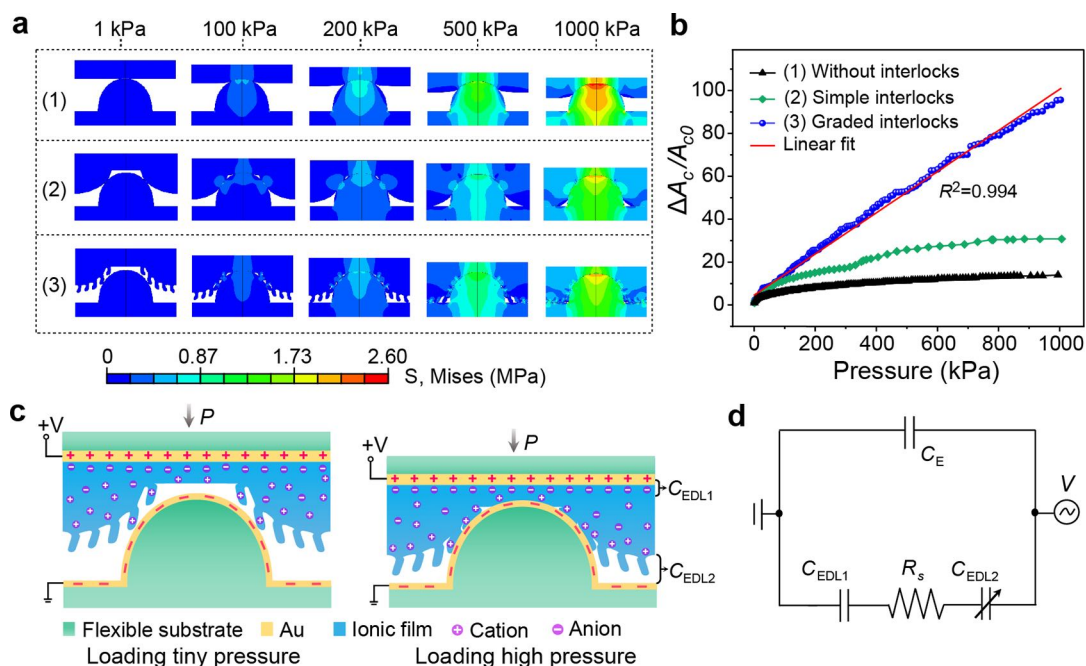 a
1 kPa 100 kPa 200 kPa 500 kPa 1000 kPa
(1)
(2)
(3)
0 0.87 1.73 2.60
S, Mises (MPa)
b
(1) Without interlocks
(2) Simple interlocks
(3) Graded interlocks
Linear fit
R²=0.994
ΔAc/Ac0
100
80
60
40
20
0
0 200 400 600 800 1000
Pressure (kPa)
c
+V P
+V P
CEDL1
CEDL2
Flexible substrate Au Ionic film + Cation - Anion
Loading tiny pressure Loading high pressure
d
CE
V
CEDL1 Rs CEDL2